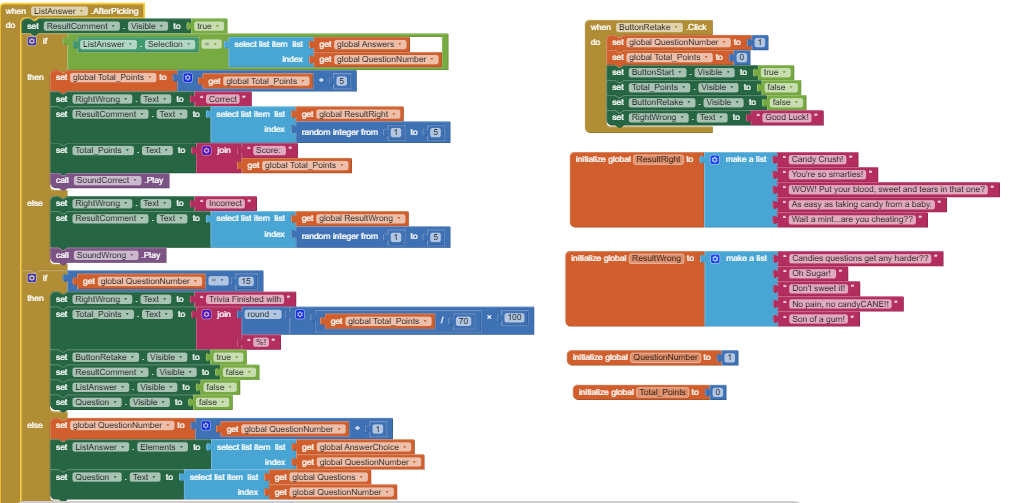 when ListAnswer .AfterPicking
do set ResultComment . Visible to true
if ListAnswer . Selection = select list item list get global Answers
index get global QuestionNumber
then set global Total_Points to get global Total_Points + 5
set RightWrong . Text to " Correct "
set ResultComment . Text to select list item list get global ResultRight
index random integer from 1 to 5
set Total_Points . Text to join " Score: "
get global Total_Points
call SoundCorrect .Play
else set RightWrong . Text to " Incorrect "
set ResultComment . Text to select list item list get global ResultWrong
index random integer from 1 to 5
call SoundWrong .Play
if get global QuestionNumber = 15
then set RightWrong . Text to " Trivia Finished with "
set Total_Points . Text to join round get global Total_Points / 70 × 100
" %! "
set ButtonRetake . Visible to true
set ResultComment . Visible to false
set ListAnswer . Visible to false
set Question . Visible to false
else set global QuestionNumber to get global QuestionNumber + 1
set ListAnswer . Elements to select list item list get global AnswerChoice
index get global QuestionNumber
set Question . Text to select list item list get global Questions
index get global QuestionNumber
when ButtonRetake .Click
do set global QuestionNumber to 1
set global Total_Points to 0
set ButtonStart . Visible to true
set Total_Points . Visible to false
set ButtonRetake . Visible to false
set RightWrong . Text to " Good Luck! "
initialize global ResultRight to make a list " Candy Crush! "
" You're so smarties! "
" WOW! Put your blood, sweet and tears in that one? "
" As easy as taking candy from a baby. "
" Wait a mint...are you cheating?? "
initialize global ResultWrong to make a list " Candies questions get any harder?? "
" Oh Sugar! "
" Don't sweet it! "
" No pain, no candyCANE!! "
" Son of a gum! "
initialize global QuestionNumber to 1
initialize global Total_Points to 0